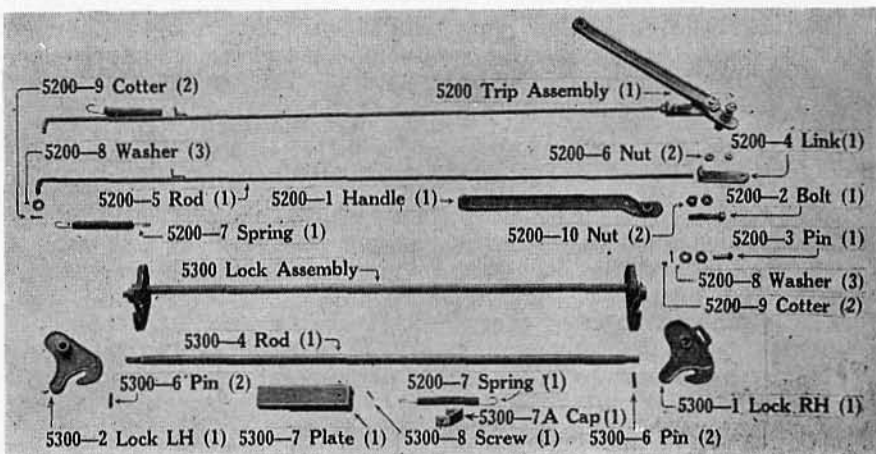 5200—9 Cotter (2)
5200 Trip Assembly (1)
5200—4 Link(1)
5200—8 Washer (3)
5200—6 Nut (2)
5200—5 Rod (1)
5200—1 Handle (1)
5200—2 Bolt (1)
5200—7 Spring (1)
5200—10 Nut (2)
5200—3 Pin (1)
5300 Lock Assembly
5200—8 Washer (3)
5200—9 Cotter (2)
5300—4 Rod (1)
5300—6 Pin (2)
5200—7 Spring (1)
5300—7A Cap(1)
5300—1 Lock RH (1)
5300—2 Lock LH (1)
5300—7 Plate (1)
5300—8 Screw (1)
5300—6 Pin (2)